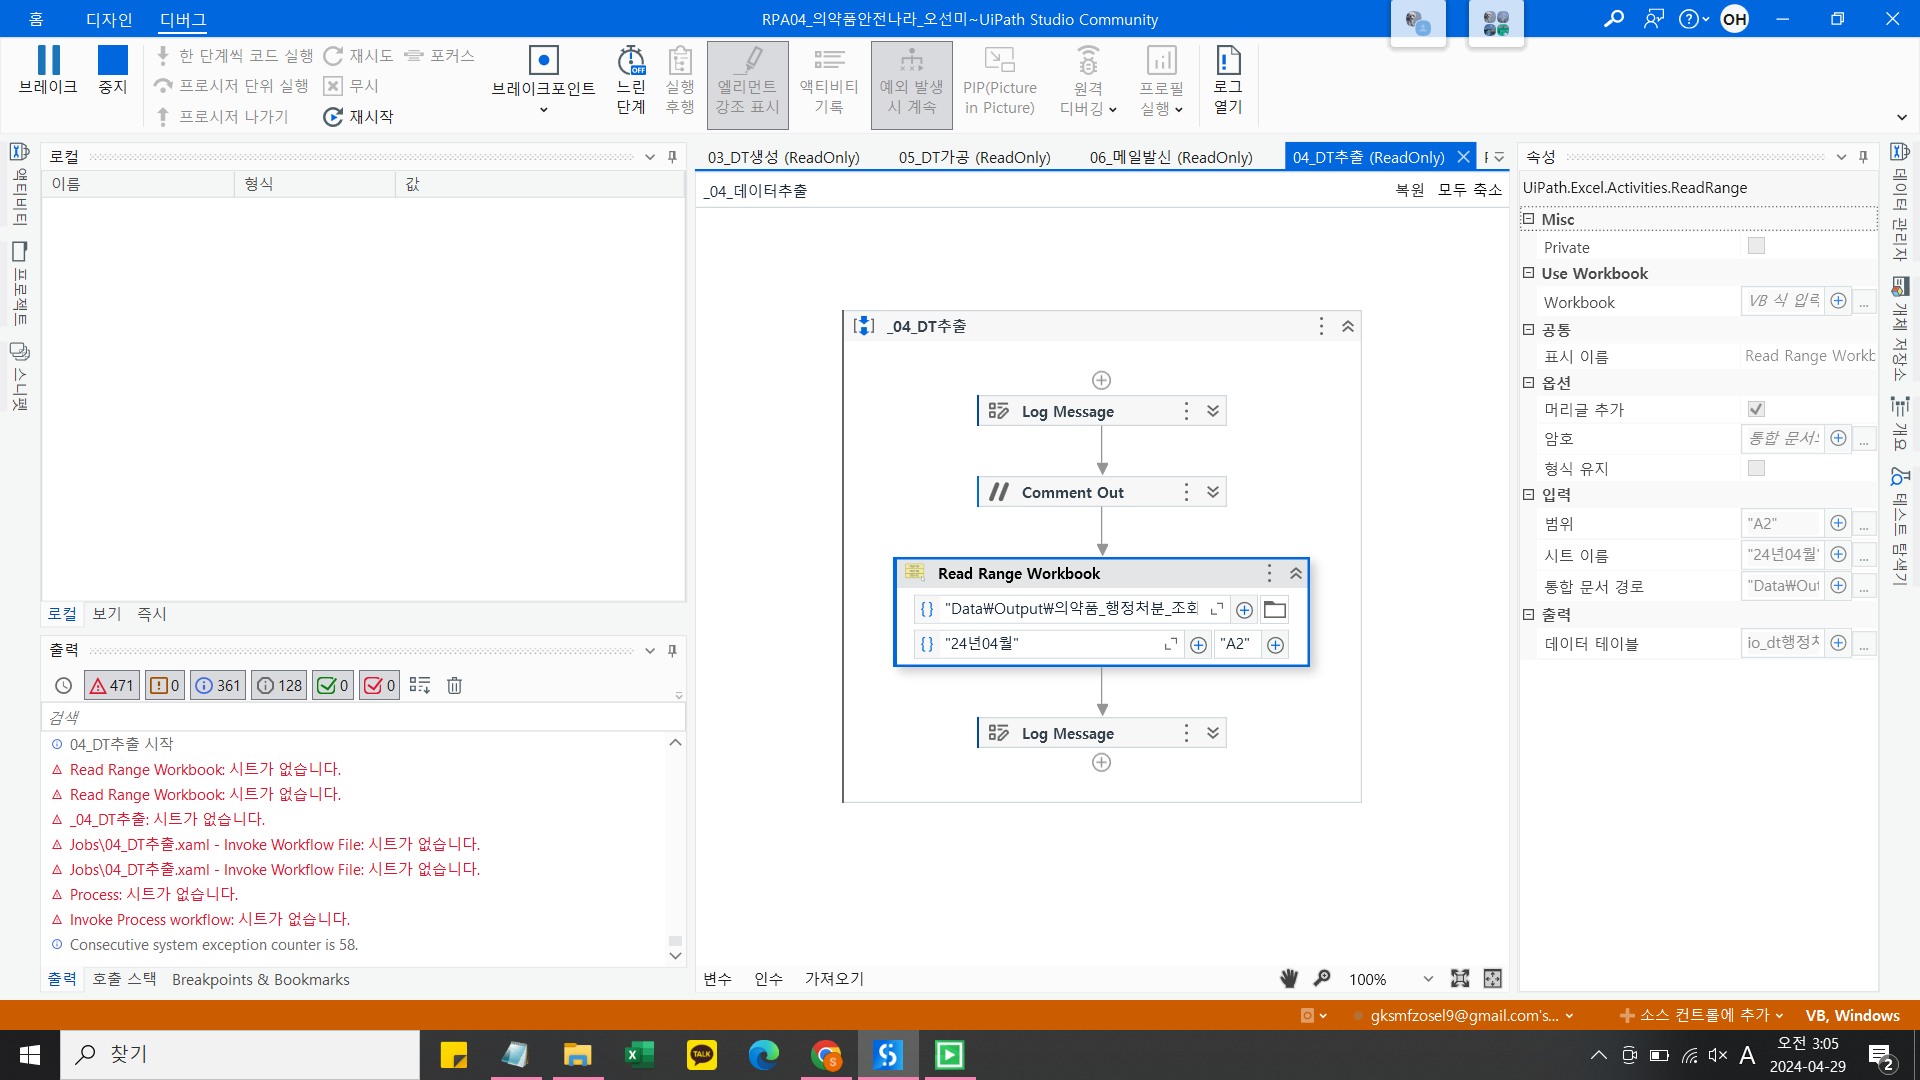 홈 디자인 디버그
RPA04_의약품안전나라_오선미~UiPath Studio Community
OH
브레이크
중지
한 단계씩 코드 실행
프로시저 단위 실행
프로시저 나가기
재시도
무시
재시작
포커스
브레이크포인트
느린
단계
OFF
실행
후행
엘리먼트
강조 표시
액티비티
기록
예외 발생
시 계속
PIP(Picture
in Picture)
원격
디버깅
프로필
실행
로그
열기
액티비티
프로젝트
스니펫
로컬
이름 형식 값
로컬 보기 즉시
출력
471 0 361 128 0 0
검색
04_DT추출 시작
Read Range Workbook: 시트가 없습니다.
Read Range Workbook: 시트가 없습니다.
_04_DT추출: 시트가 없습니다.
Jobs\04_DT추출.xaml - Invoke Workflow File: 시트가 없습니다.
Jobs\04_DT추출.xaml - Invoke Workflow File: 시트가 없습니다.
Process: 시트가 없습니다.
Invoke Process workflow: 시트가 없습니다.
Consecutive system exception counter is 58.
출력 호출 스택 Breakpoints & Bookmarks
03_DT생성 (ReadOnly) 05_DT가공 (ReadOnly) 06_메일발신 (ReadOnly) 04_DT추출 (ReadOnly)
_04_데이터추출
복원 모두 축소
_04_DT추출
Log Message
Comment Out
Read Range Workbook
"Data₩Output₩의약품_행정처분_조회
"24년04월" "A2"
Log Message
변수 인수 가져오기
100%
속성
UiPath.Excel.Activities.ReadRange
Misc
Private
Use Workbook
Workbook VB 식 입력
공통
표시 이름 Read Range Workb
옵션
머리글 추가
암호 통합 문서
형식 유지
입력
범위 "A2"
시트 이름 "24년04월"
통합 문서 경로 "Data₩Out
출력
데이터 테이블 io_dt행정처
데이터 관리자
개체 저장소
개요
테스트 탐색기
gksmfzosel9@gmail.com's...
소스 컨트롤에 추가
VB, Windows
찾기
TALK
S
A
오전 3:05
2024-04-29
2